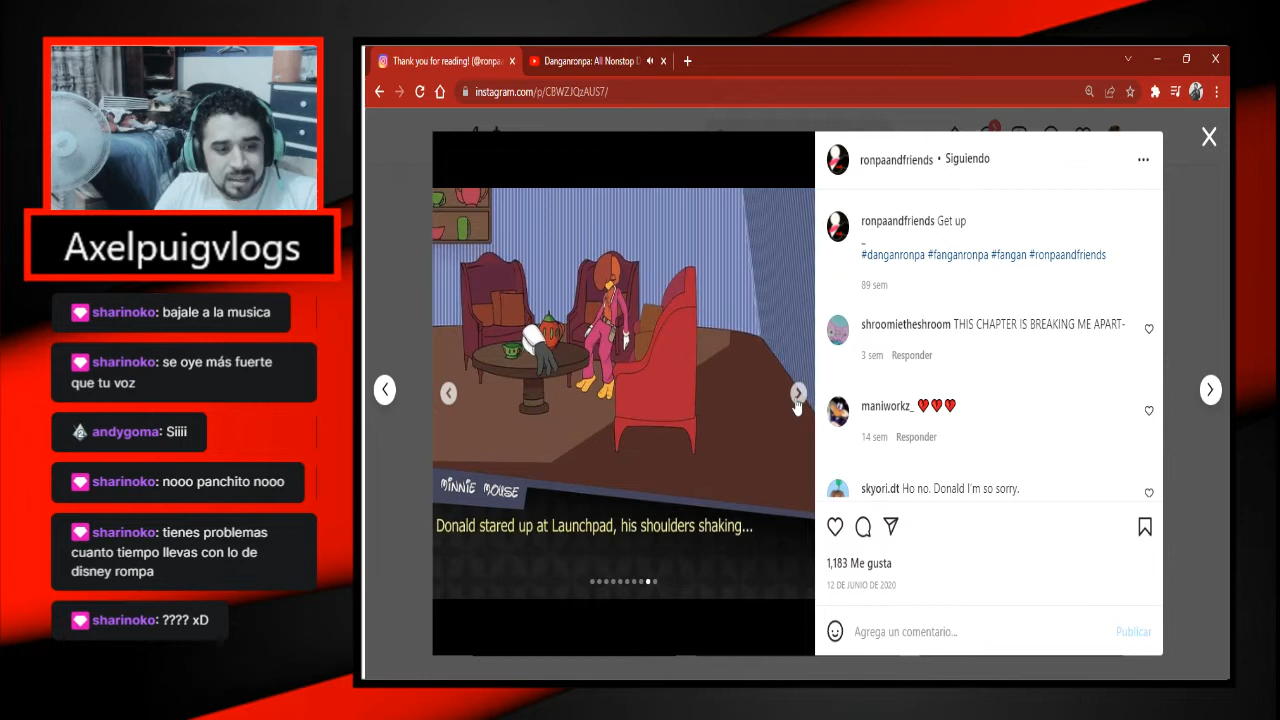 Thank you for reading! (@ronpa
Danganronpa: All Nonstop D
instagram.com/p/CBWZJQzAUS7/
Axelpuigvlogs
sharinoko: bajale a la musica
sharinoko: se oye más fuerte
que tu voz
andygoma: Siiii
sharinoko: nooo panchito nooo
sharinoko: tienes problemas
cuanto tiempo llevas con lo de
disney rompa
sharinoko: ???? xD
MINNIE MOUSE
Donald stared up at Launchpad, his shoulders shaking...
ronpaandfriends • Siguiendo
ronpaandfriends Get up
_
#danganronpa #fanganronpa #fangan #ronpaandfriends
89 sem
shroomietheshroom THIS CHAPTER IS BREAKING ME APART-
3 sem Responder
maniworkz_ 
14 sem Responder
skyori.dt Ho no. Donald I'm so sorry.
1,183 Me gusta
12 DE JUNIO DE 2020
Agrega un comentario...
Publicar